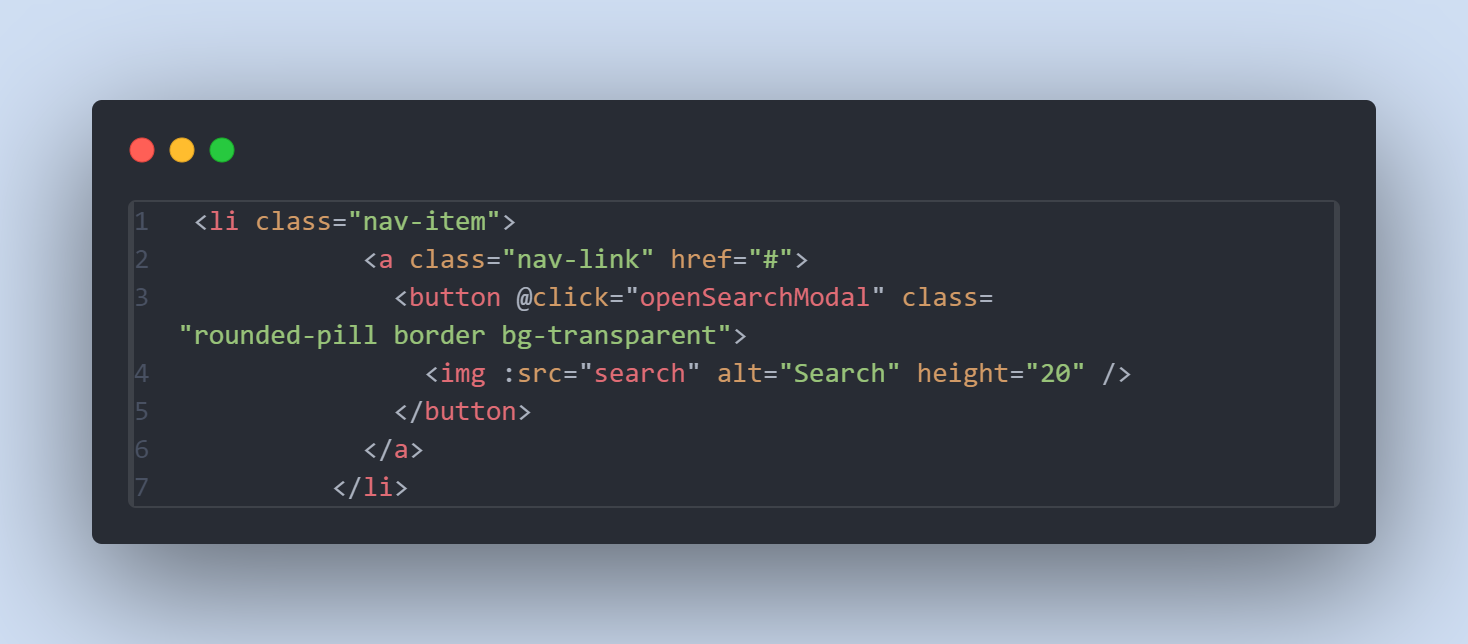 1 <li class="nav-item">
2 <a class="nav-link" href="#">
3 <button @click="openSearchModal" class=
"rounded-pill border bg-transparent">
4 <img :src="search" alt="Search" height="20" />
5 </button>
6 </a>
7 </li>